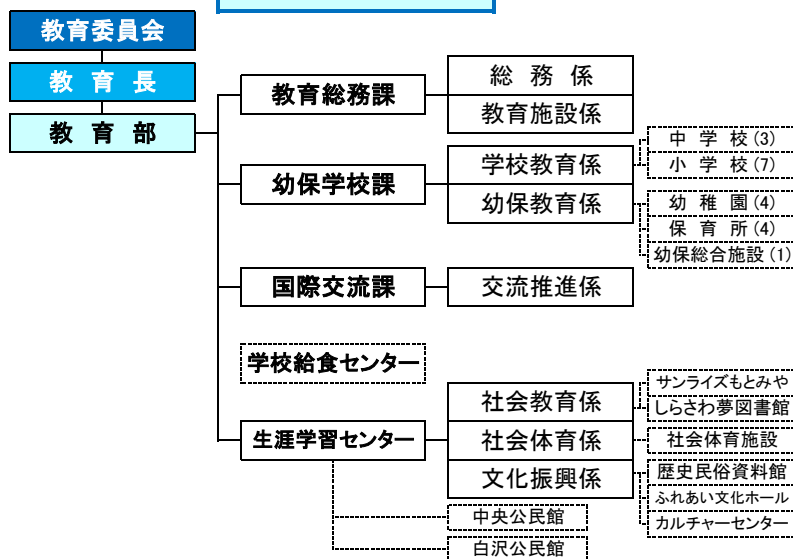 教育委員会
教育長
教育部
教育総務課
総務係
教育施設係
幼保学校課
学校教育係
中学校(3)
小学校(7)
幼保教育係
幼稚園(4)
保育所(4)
幼保総合施設(1)
国際交流課
交流推進係
学校給食センター
生涯学習センター
社会教育係
サンライズもとみや
しらさわ夢図書館
社会体育係
社会体育施設
文化振興係
歴史民俗資料館
ふれあい文化ホール
カルチャーセンター
中央公民館
白沢公民館